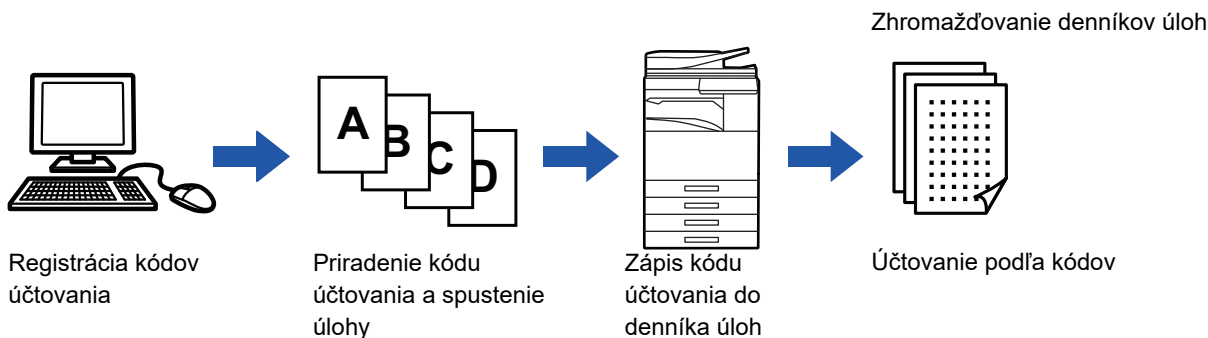 Zhromažďovanie denníkov úloh
A
B
C
D
Registrácia kódov
účtovania
Priradenie kódu
účtovania a spustenie
úlohy
Zápis kódu
účtovania do
denníka úloh
Účtovanie podľa kódov